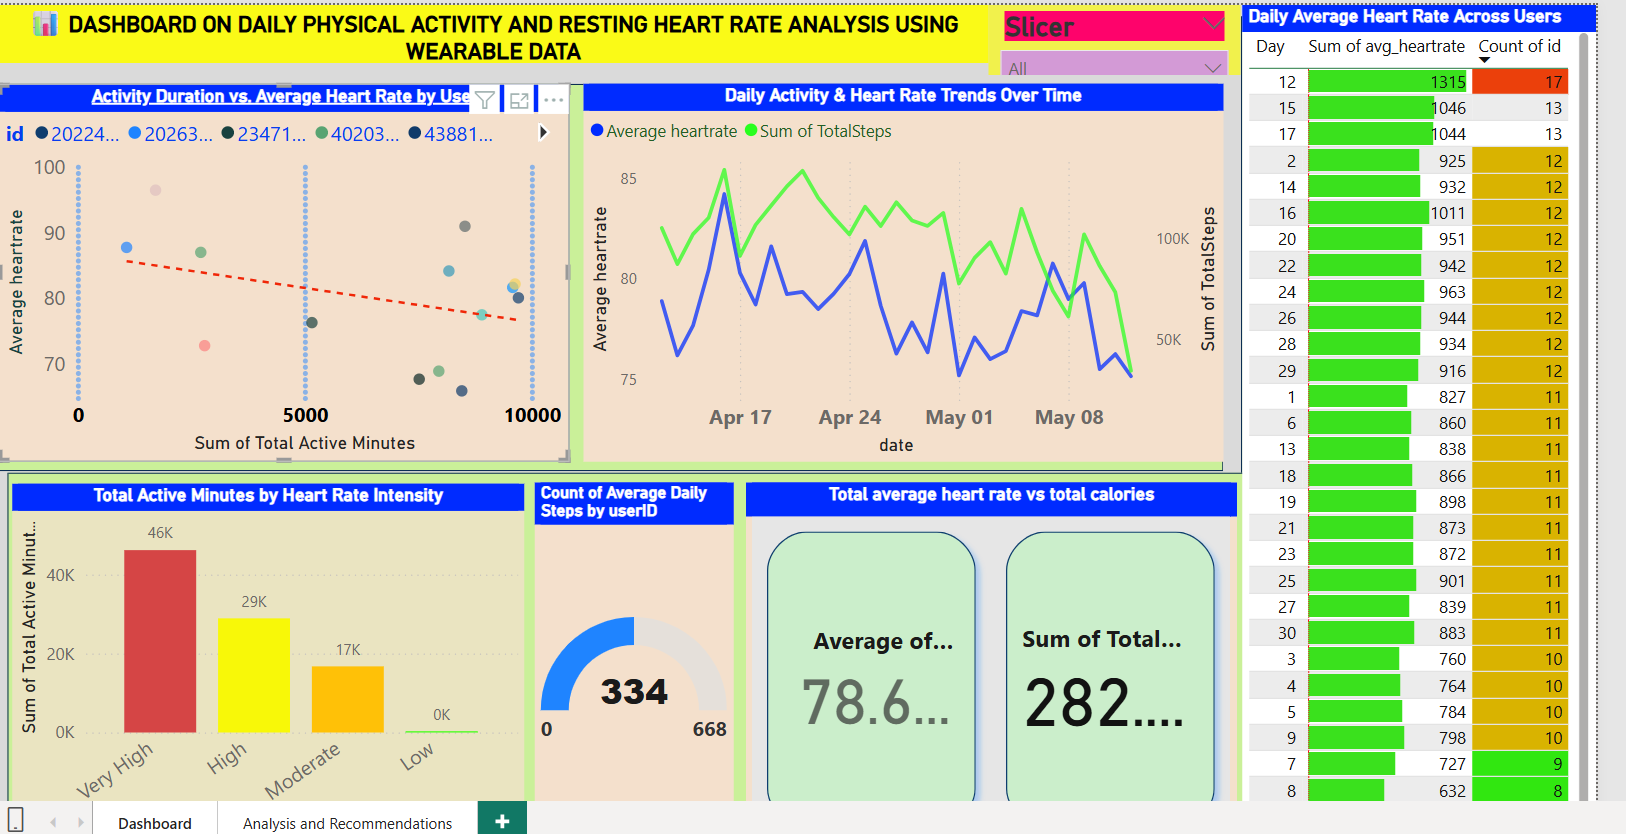 DASHBOARD ON DAILY PHYSICAL ACTIVITY AND RESTING HEART RATE ANALYSIS USING
WEARABLE DATA
Slicer
All
Activity Duration vs. Average Heart Rate by Use
id 20224... 20263... 23471... 40203... 43881...
Average heartrate
100
90
80
70
0 5000 10000
Sum of Total Active Minutes
Daily Activity & Heart Rate Trends Over Time
Average heartrate Sum of TotalSteps
Average heartrate
85
80
75
100K
50K
Sum of TotalSteps
Apr 17 Apr 24 May 01 May 08
date
Total Active Minutes by Heart Rate Intensity
Sum of Total Active Minut...
40K
20K
0K
46K
29K
17K
0K
Very High High Moderate Low
Count of Average Daily
Steps by userID
334
0 668
Total average heart rate vs total calories
Average of...
78.6...
Sum of Total...
282....
Daily Average Heart Rate Across Users
Day Sum of avg_heartrate Count of id
12 1315 17
15 1046 13
17 1044 13
2 925 12
14 932 12
16 1011 12
20 951 12
22 942 12
24 963 12
26 944 12
28 934 12
29 916 12
1 827 11
6 860 11
13 838 11
18 866 11
19 898 11
21 873 11
23 872 11
25 901 11
27 839 11
30 883 11
3 760 10
4 764 10
5 784 10
9 798 10
7 727 9
8 632 8
Dashboard Analysis and Recommendations +